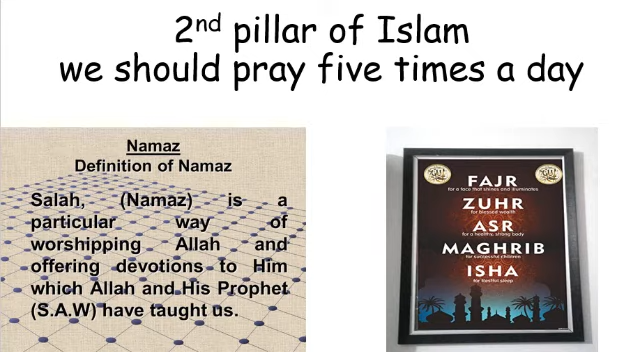 2nd pillar of Islam
we should pray five times a day
Namaz
Definition of Namaz
Salah, (Namaz) is a
particular way of
worshipping Allah and
offering devotions to Him
which Allah and His Prophet
(S.A.W) have taught us.
FAJR
for a face that shines and illuminates
ZUHR
for blessed wealth
ASR
for a healthy, strong body
MAGHRIB
for successful children
ISHA
for restful sleep